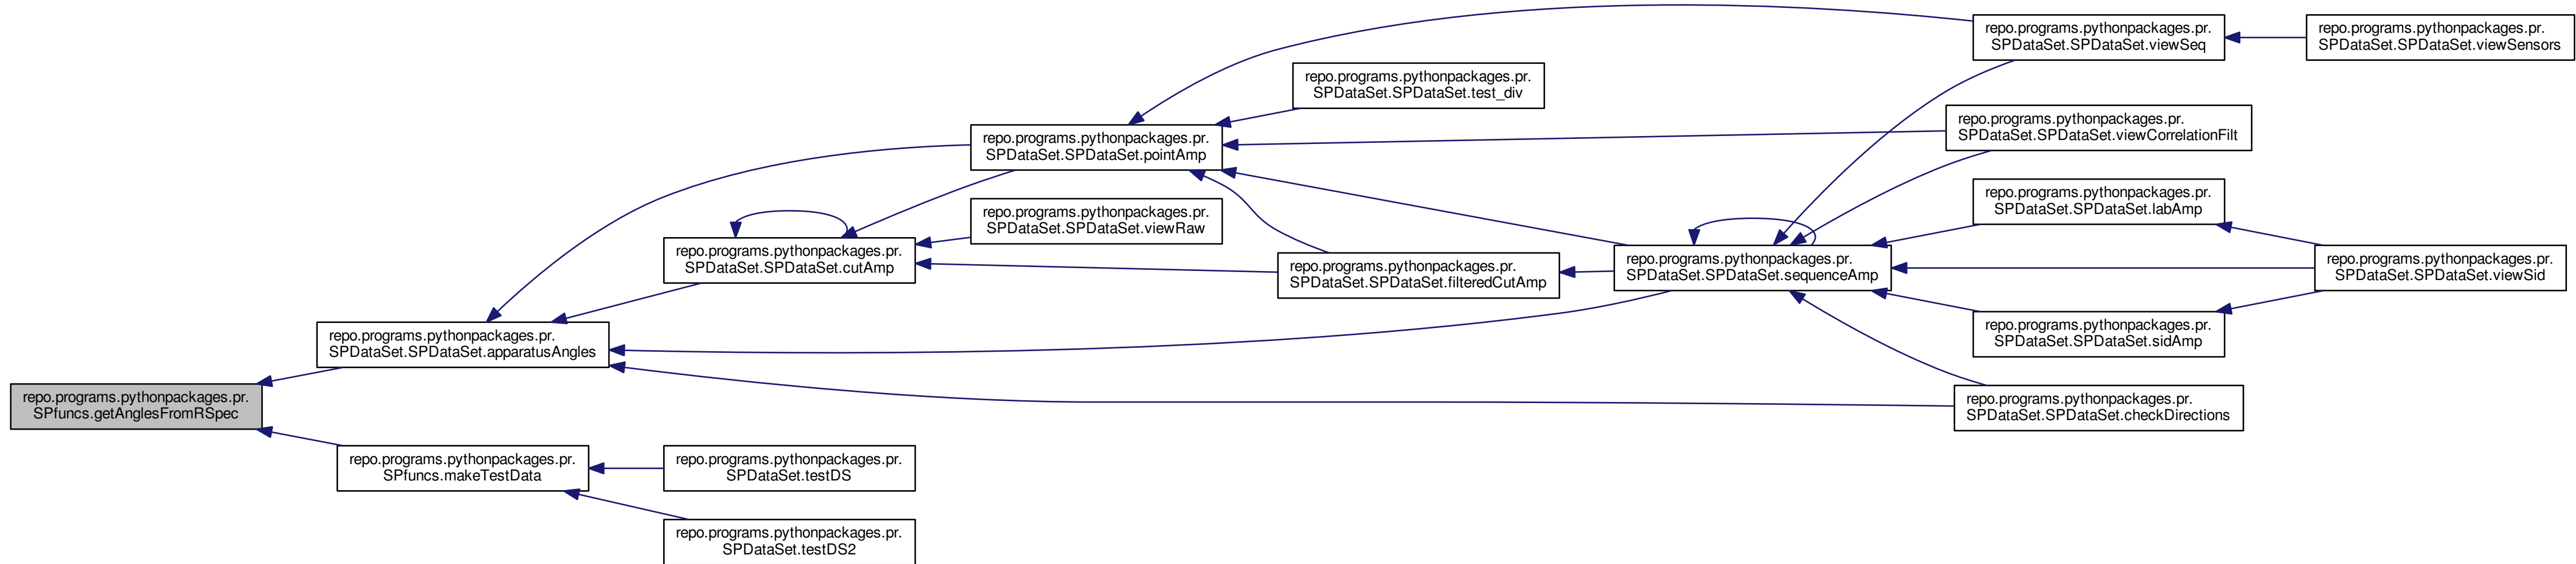 repo.programs.pythonpackages.pr.
SPDataSet.SPDataSet.viewSeq
repo.programs.pythonpackages.pr.
SPDataSet.SPDataSet.viewSensors
repo.programs.pythonpackages.pr.
SPDataSet.SPDataSet.test_div
repo.programs.pythonpackages.pr.
SPDataSet.SPDataSet.viewCorrelationFilt
repo.programs.pythonpackages.pr.
SPDataSet.SPDataSet.pointAmp
repo.programs.pythonpackages.pr.
SPDataSet.SPDataSet.labAmp
repo.programs.pythonpackages.pr.
SPDataSet.SPDataSet.viewRaw
repo.programs.pythonpackages.pr.
SPDataSet.SPDataSet.cutAmp
repo.programs.pythonpackages.pr.
SPDataSet.SPDataSet.filteredCutAmp
repo.programs.pythonpackages.pr.
SPDataSet.SPDataSet.sequenceAmp
repo.programs.pythonpackages.pr.
SPDataSet.SPDataSet.viewSid
repo.programs.pythonpackages.pr.
SPDataSet.SPDataSet.sidAmp
repo.programs.pythonpackages.pr.
SPDataSet.SPDataSet.apparatusAngles
repo.programs.pythonpackages.pr.
SPfuncs.getAnglesFromRSpec
repo.programs.pythonpackages.pr.
SPDataSet.SPDataSet.checkDirections
repo.programs.pythonpackages.pr.
SPfuncs.makeTestData
repo.programs.pythonpackages.pr.
SPDataSet.testDS
repo.programs.pythonpackages.pr.
SPDataSet.testDS2